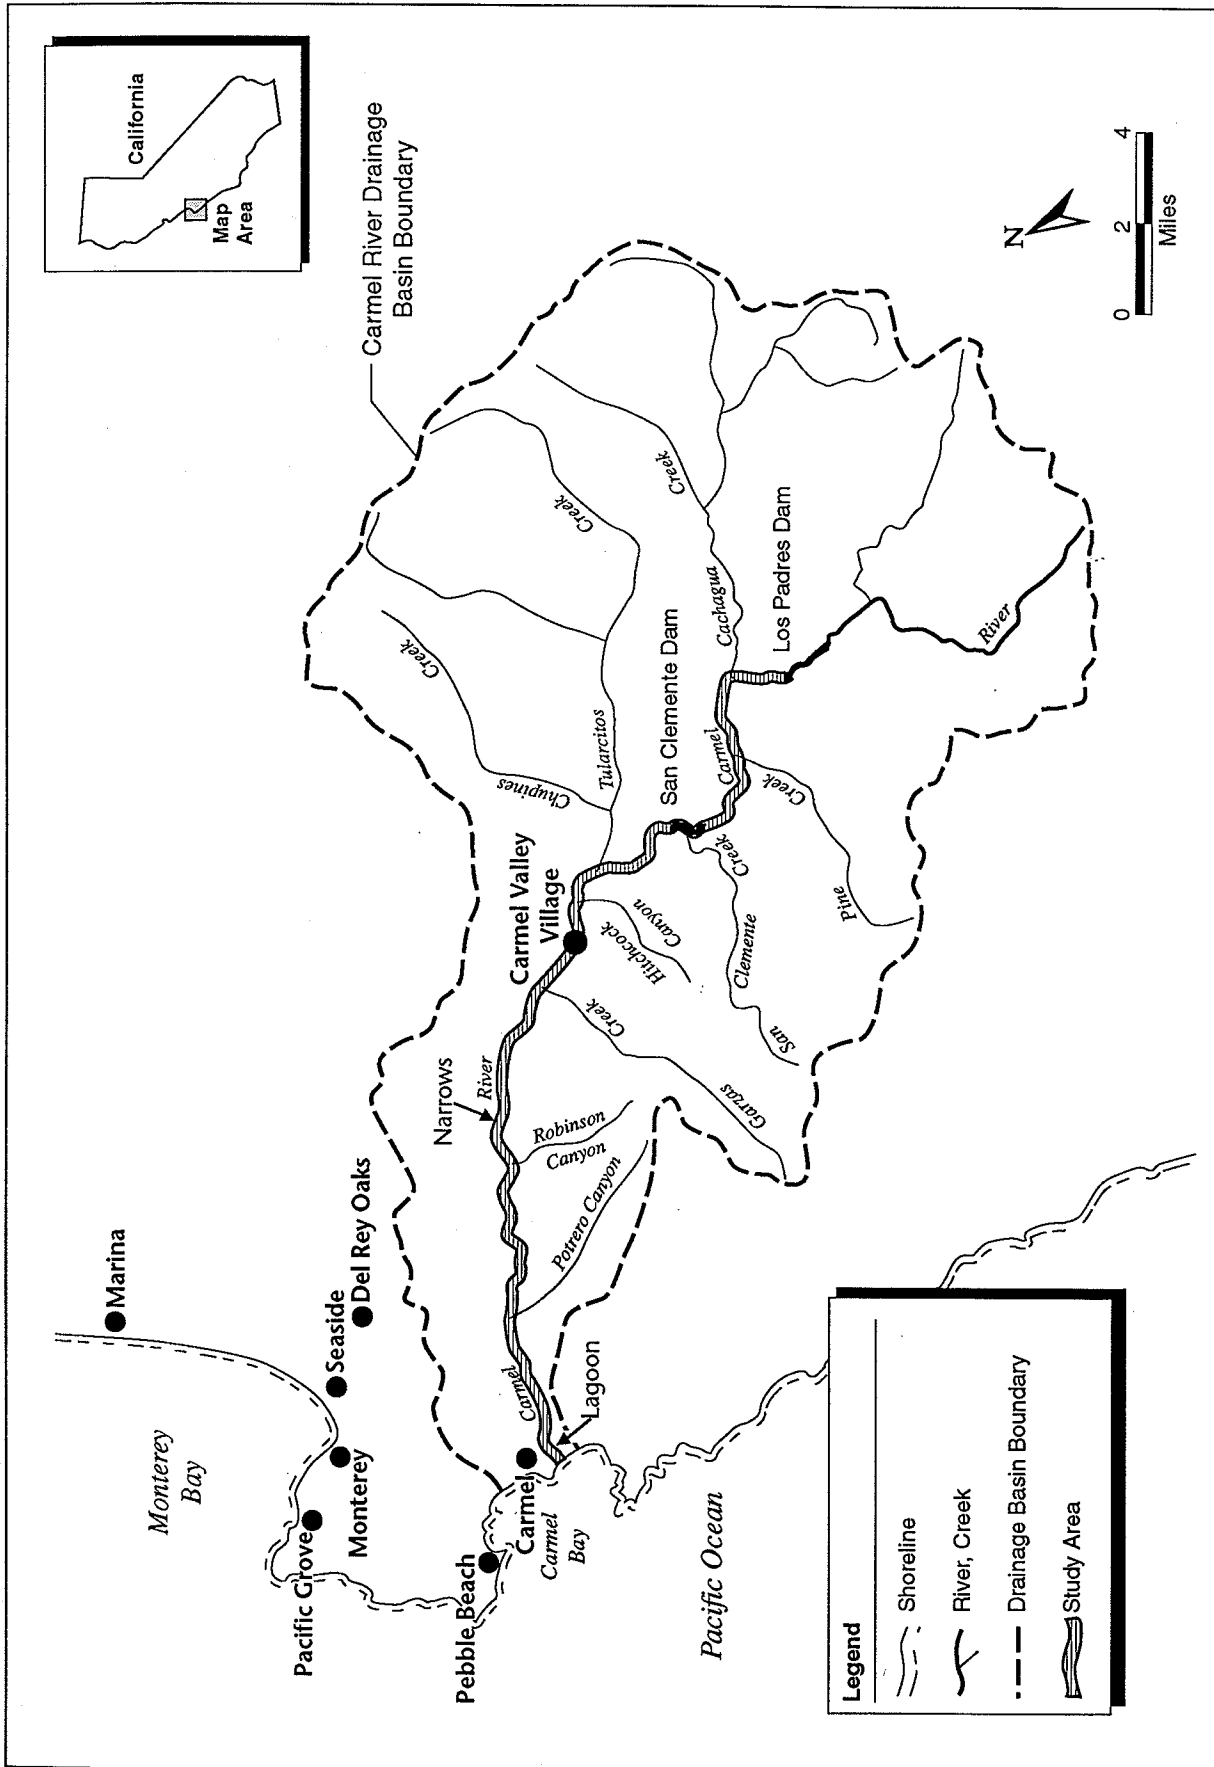 California
Map
Area
Carmel River Drainage
Basin Boundary
Marina
Monterey
Bay
Seaside
Del Rey Oaks
Pacific Grove
Monterey
Pebble Beach
Carmel
Carmel
Bay
Pacific Ocean
Lagoon
Carmel
Narrows
River
Potrero Canyon
Robinson
Canyon
Garzas
Creek
Carmel Valley
Village
Hitchcock
Canyon
San
Clemente
Creek
Chupines
Creek
Tularcitos
Creek
San Clemente Dam
Carmel
Pine
Creek
Cachagua
Creek
Los Padres Dam
River
N
0
2
4
Miles
Legend
Shoreline
River, Creek
Drainage Basin Boundary
Study Area